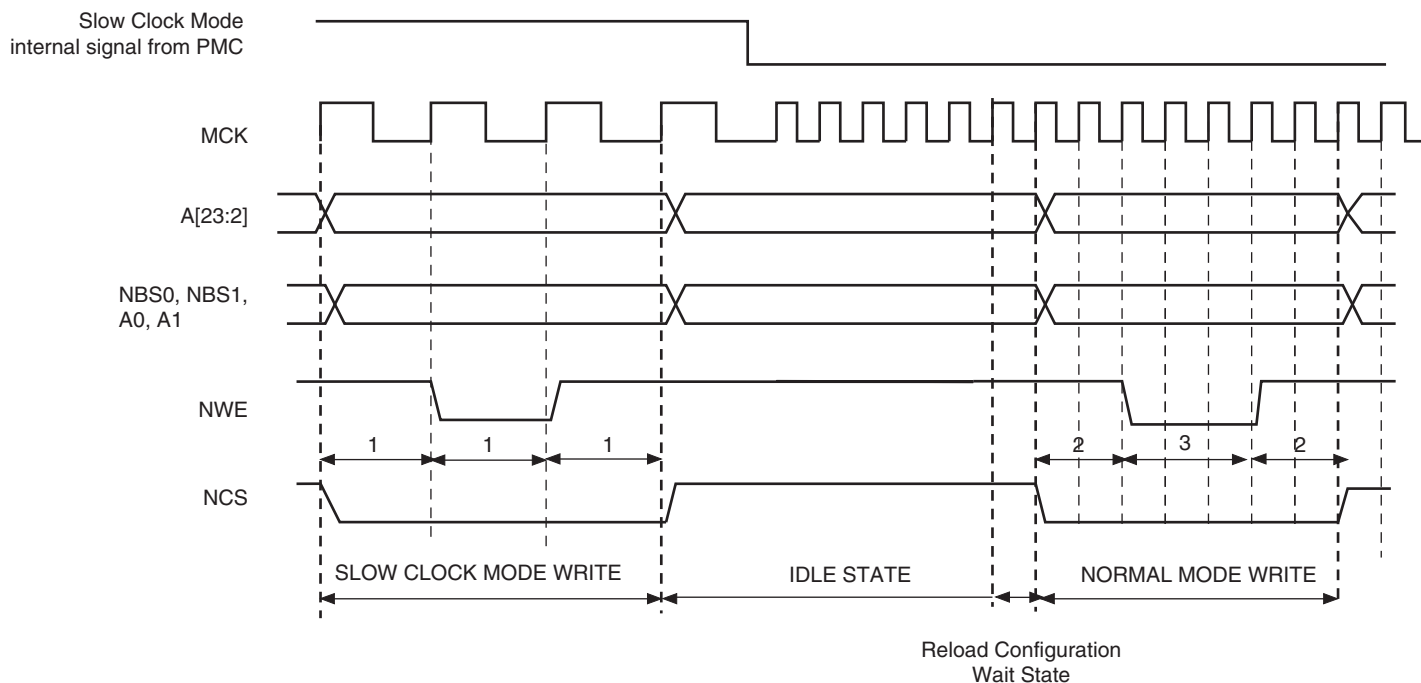 Slow Clock Mode
internal signal from PMC
MCK
A[23:2]
NBS0, NBS1,
A0, A1
NWE
1 1 1 2 3 2
NCS
SLOW CLOCK MODE WRITE IDLE STATE NORMAL MODE WRITE
Reload Configuration
Wait State